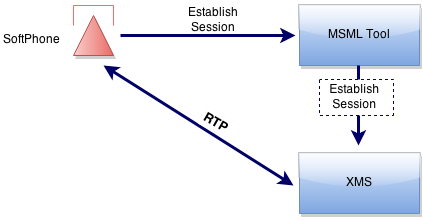 Establish
Session
SoftPhone
MSML Tool
Establish
Session
RTP
XMS